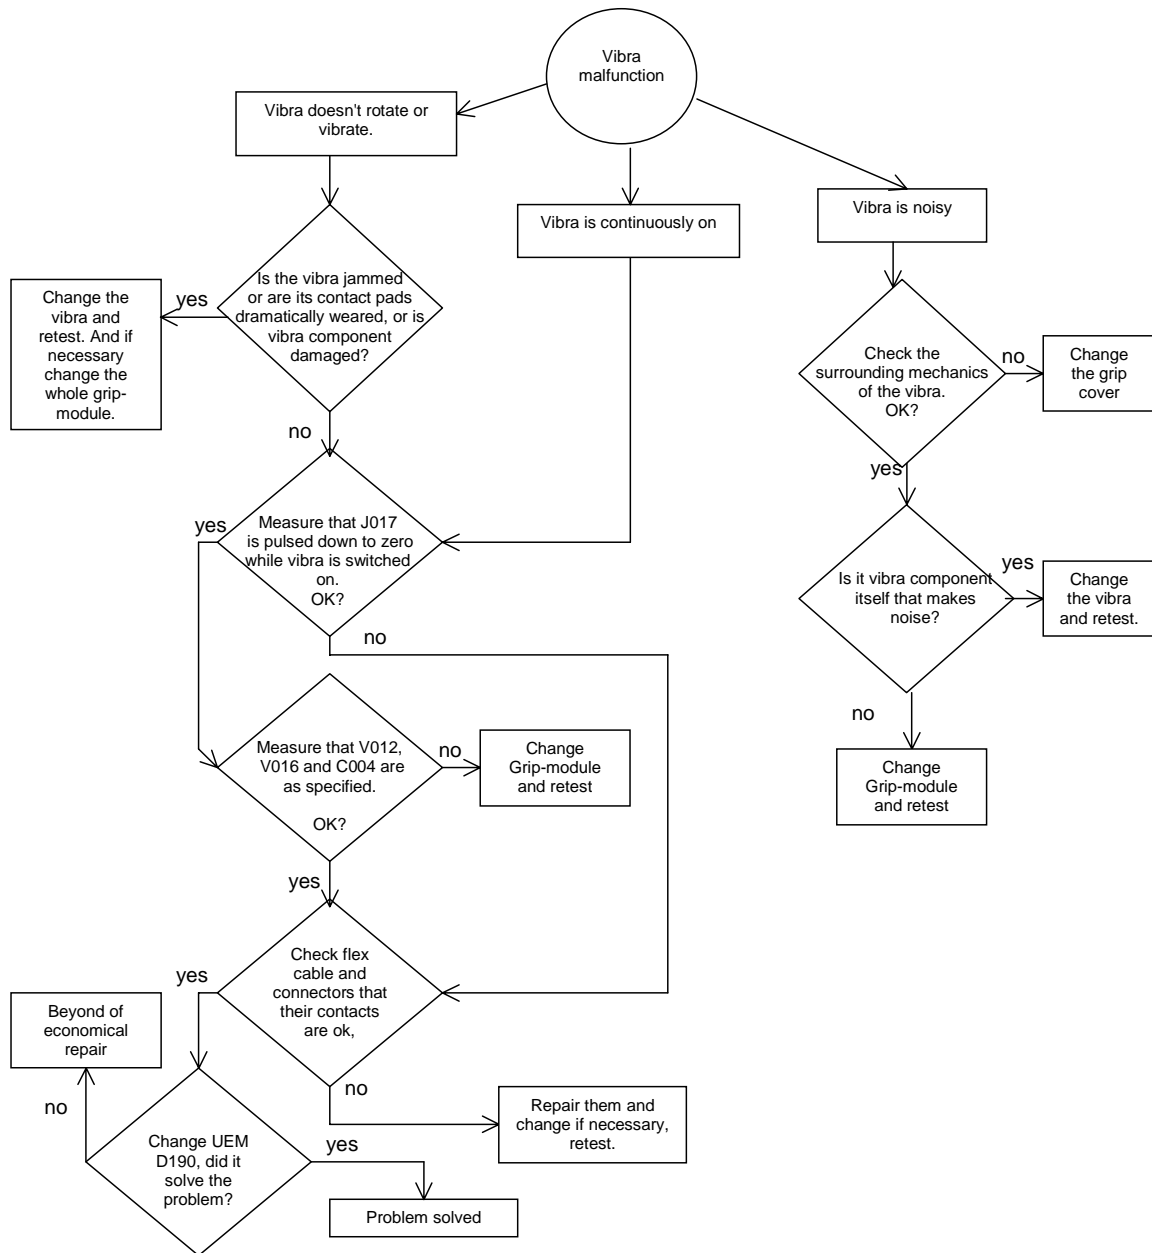 Vibra
malfunction
Vibra doesn't rotate or
vibrate.
Vibra is continuously on
Vibra is noisy
Is the vibra jammed
or are its contact pads
dramatically weared, or is
vibra component
damaged?
yes
Change the
vibra and
retest. And if
necessary
change the
whole grip-
module.
no
Check the
surrounding mechanics
of the vibra.
OK?
no
Change
the grip
cover
yes
Measure that J017
is pulsed down to zero
while vibra is switched
on.
OK?
yes
no
Is it vibra component
itself that makes
noise?
yes
Change
the vibra
and retest.
no
Change
Grip-module
and retest
Measure that V012,
V016 and C004 are
as specified.
OK?
no
Change
Grip-module
and retest
yes
Check flex
cable and
connectors that
their contacts
are ok,
yes
no
Repair them and
change if necessary,
retest.
Beyond of
economical
repair
no
Change UEM
D190, did it
solve the
problem?
yes
Problem solved